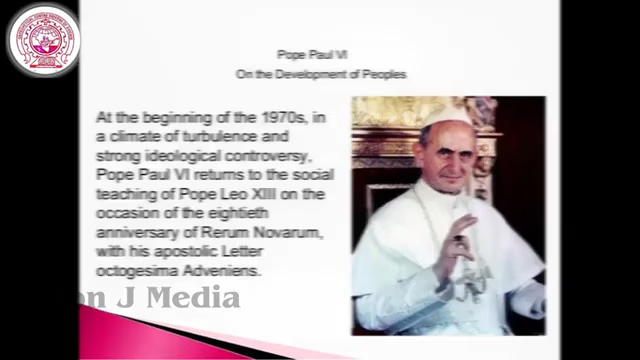 Pope Paul VI
On the Development of Peoples
At the beginning of the 1970s, in
a climate of turbulence and
strong ideological controversy,
Pope Paul VI returns to the social
teaching of Pope Leo XIII on the
occasion of the eightieth
anniversary of Rerum Novarum,
with his apostolic Letter
octogesima Adveniens.
on J Media